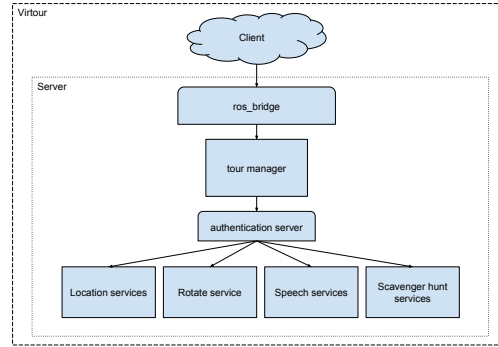 Virtour
Client
Server
ros_bridge
tour manager
authentication server
Location services
Rotate service
Speech services
Scavenger hunt
services